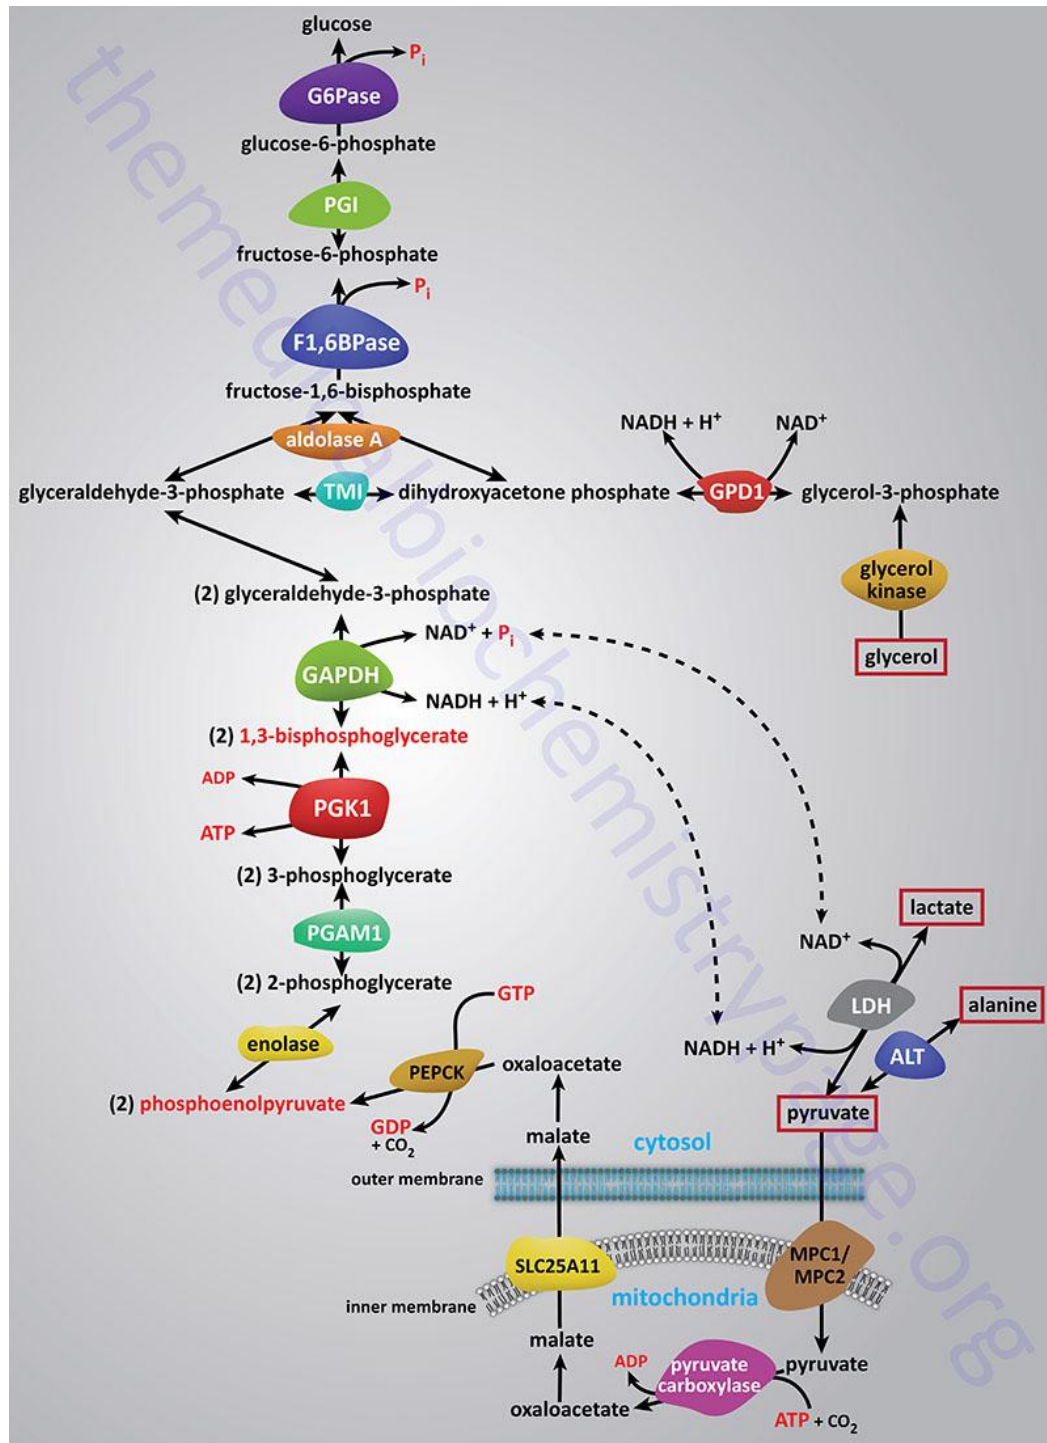 glucose
Pi
G6Pase
glucose-6-phosphate
PGI
fructose-6-phosphate
Pi
F1,6BPase
fructose-1,6-bisphosphate
aldolase A
NADH + H+
NAD+
glyceraldehyde-3-phosphate
TMI
dihydroxyacetone phosphate
GPD1
glycerol-3-phosphate
glycerol
kinase
glycerol
(2) glyceraldehyde-3-phosphate
NAD+ + Pi
GAPDH
NADH + H+
(2) 1,3-bisphosphoglycerate
ADP
PGK1
ATP
(2) 3-phosphoglycerate
PGAM1
(2) 2-phosphoglycerate
lactate
NAD+
LDH
alanine
GTP
enolase
NADH + H+
ALT
PEPCK
oxaloacetate
(2) phosphoenolpyruvate
pyruvate
GDP
+ CO2
malate
cytosol
outer membrane
SLC25A11
MPC1/
MPC2
inner membrane
mitochondria
malate
ADP
pyruvate
carboxylase
pyruvate
oxaloacetate
ATP + CO2
themedicalbiochemistrypage.org